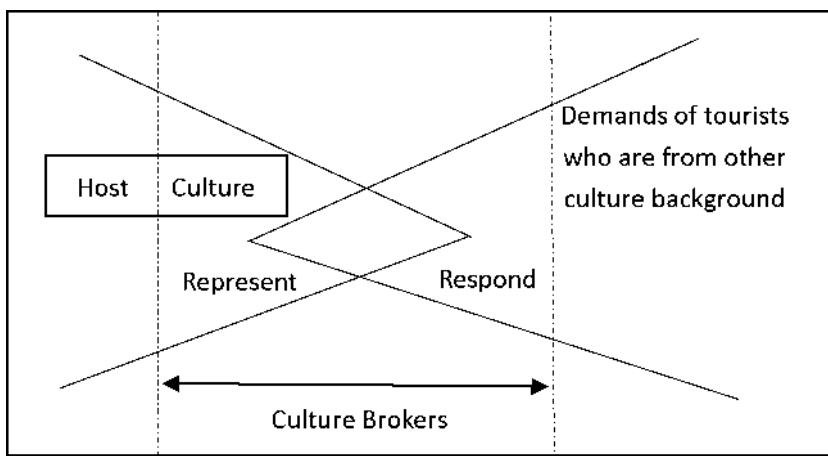 Host Culture
Demands of tourists
who are from other
culture background
Represent
Respond
Culture Brokers